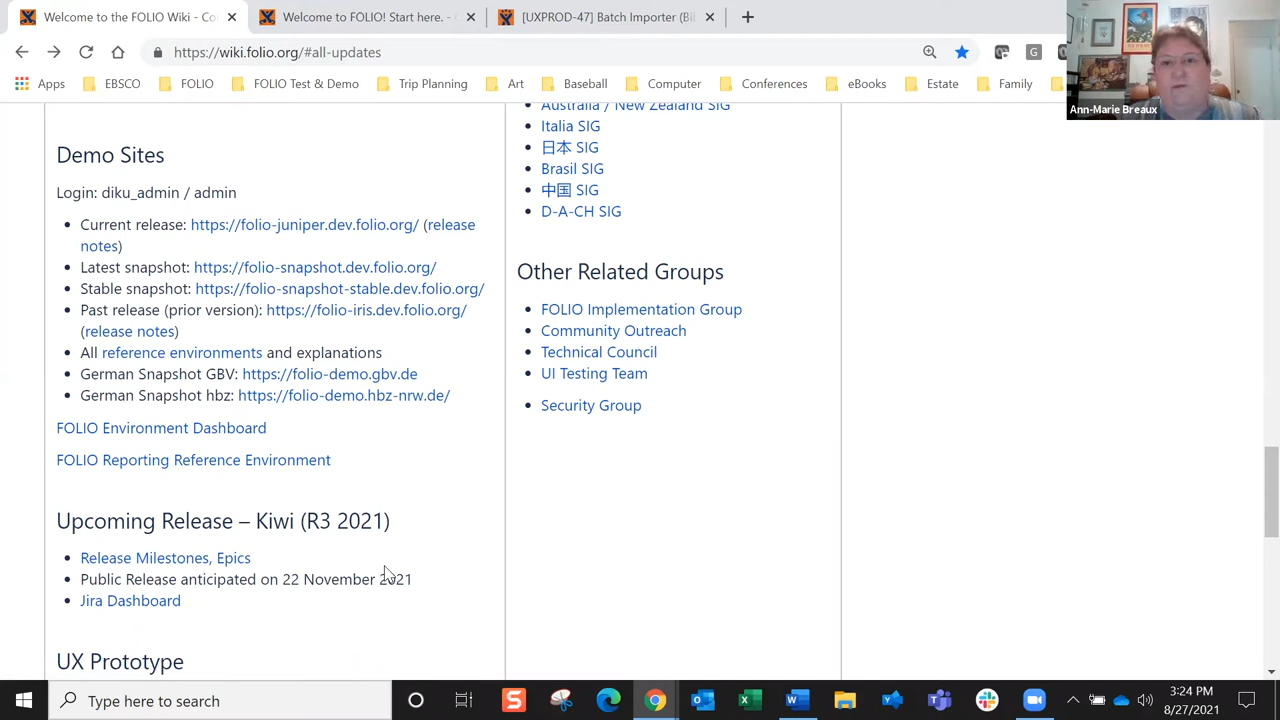 Welcome to the FOLIO Wiki - Co
Welcome to FOLIO! Start here. - C
[UXPROD-47] Batch Importer (Bi
https://wiki.folio.org/#all-updates
Apps
EBSCO
FOLIO
FOLIO Test & Demo
Trip Planning
Art
Baseball
Computer
Conferences
eBooks
Estate
Family
Ann-Marie Breaux
Demo Sites
Login: diku_admin / admin
Current release: https://folio-juniper.dev.folio.org/ (release
notes)
Latest snapshot: https://folio-snapshot.dev.folio.org/
Stable snapshot: https://folio-snapshot-stable.dev.folio.org/
Past release (prior version): https://folio-iris.dev.folio.org/
(release notes)
All reference environments and explanations
German Snapshot GBV: https://folio-demo.gbv.de
German Snapshot hbz: https://folio-demo.hbz-nrw.de/
FOLIO Environment Dashboard
FOLIO Reporting Reference Environment
Upcoming Release – Kiwi (R3 2021)
Release Milestones, Epics
Public Release anticipated on 22 November 2021
Jira Dashboard
UX Prototype
Australia / New Zealand SIG
Italia SIG
日本 SIG
Brasil SIG
中国 SIG
D-A-CH SIG
Other Related Groups
FOLIO Implementation Group
Community Outreach
Technical Council
UI Testing Team
Security Group
Type here to search
3:24 PM
8/27/2021